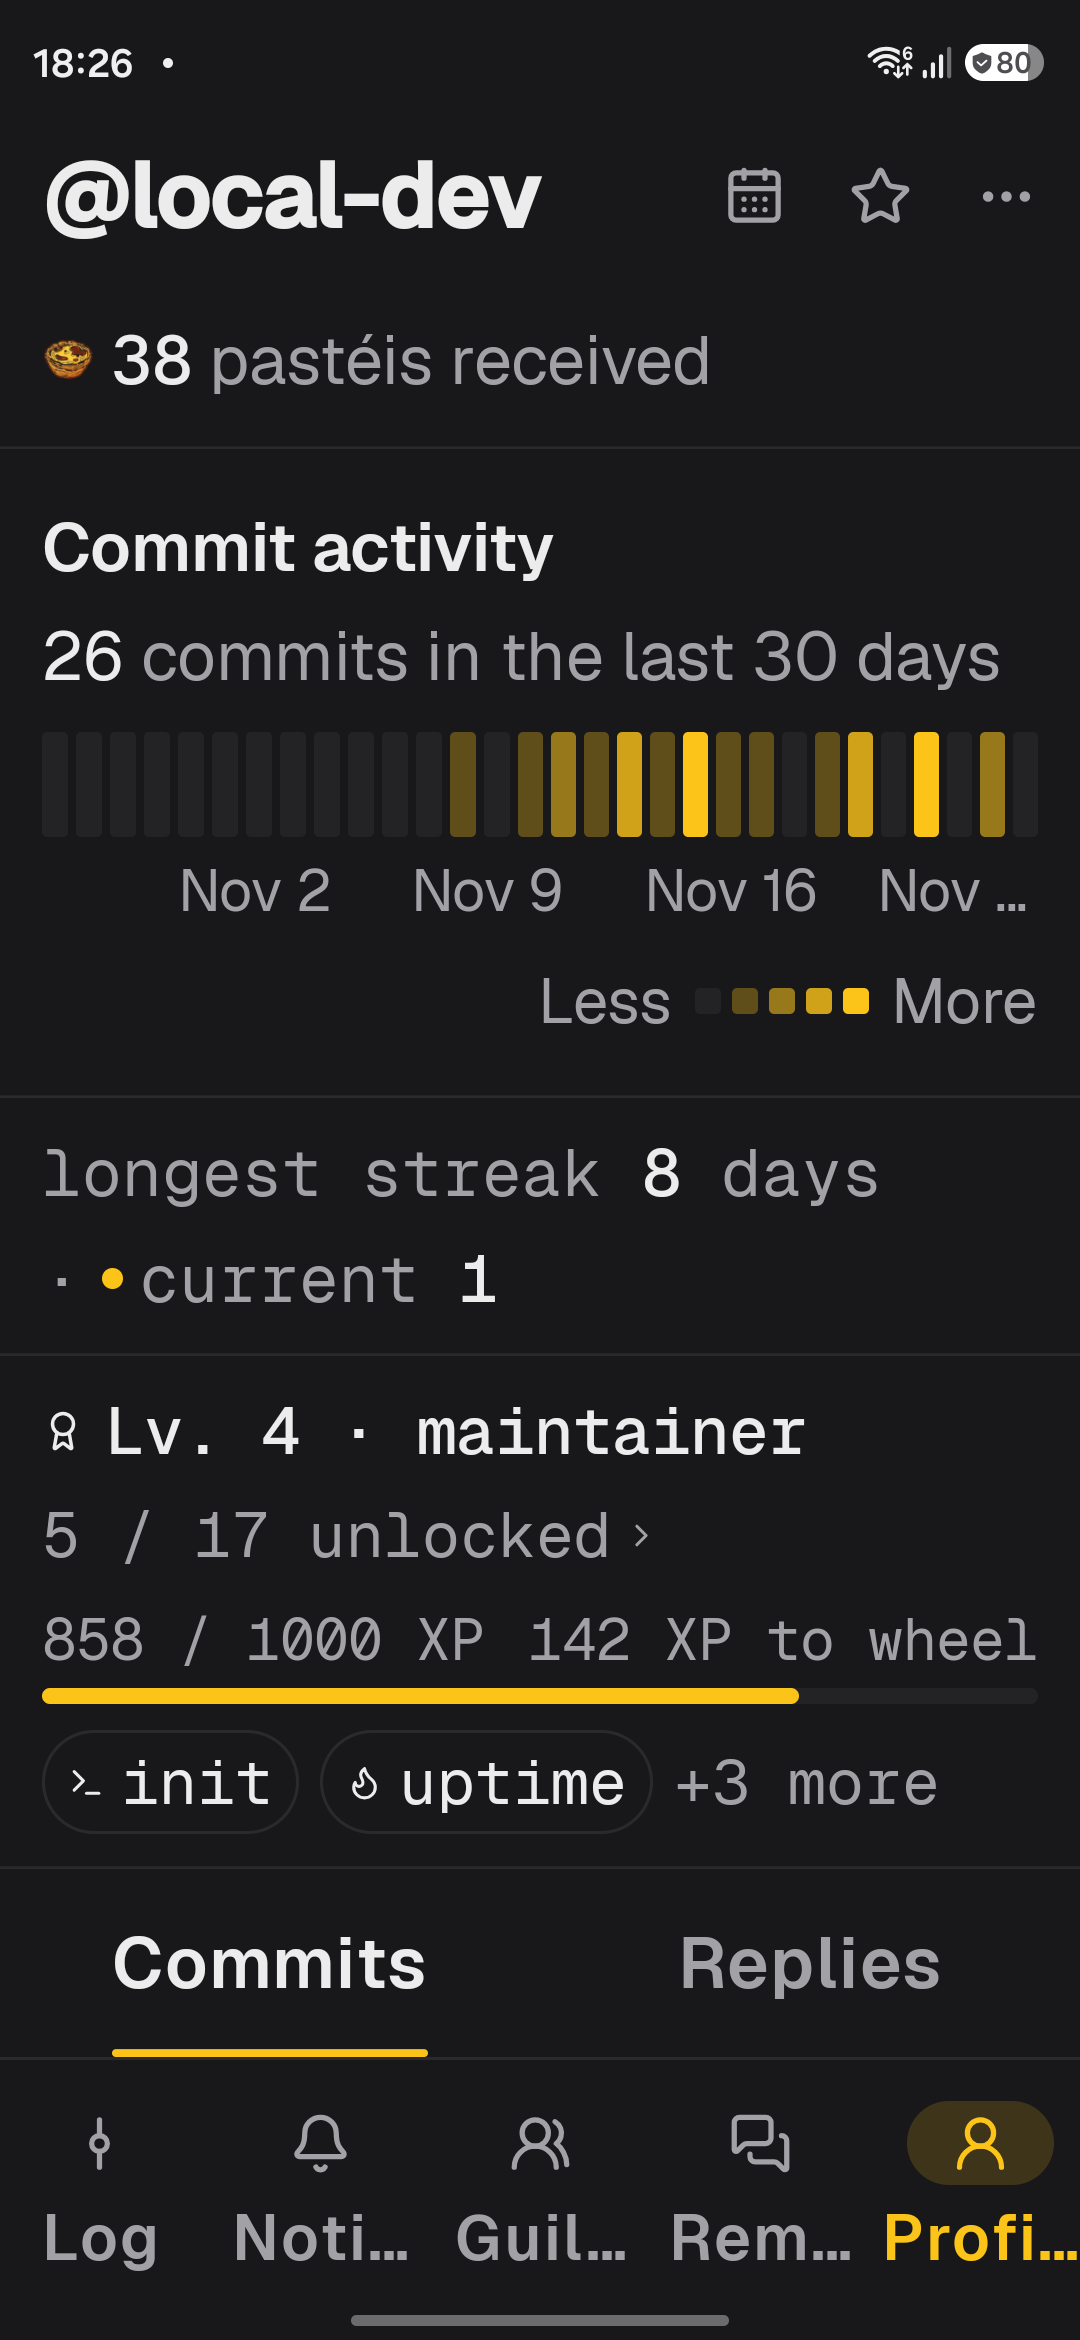 18:26
6
80
@local-dev
38 pastéis received
Commit activity
26 commits in the last 30 days
Nov 2 Nov 9 Nov 16 Nov ...
Less More
longest streak 8 days
· current 1
Lv. 4 · maintainer
5 / 17 unlocked
858 / 1000 XP 142 XP to wheel
init uptime +3 more
Commits Replies
Log Noti... Guil... Rem... Profi...